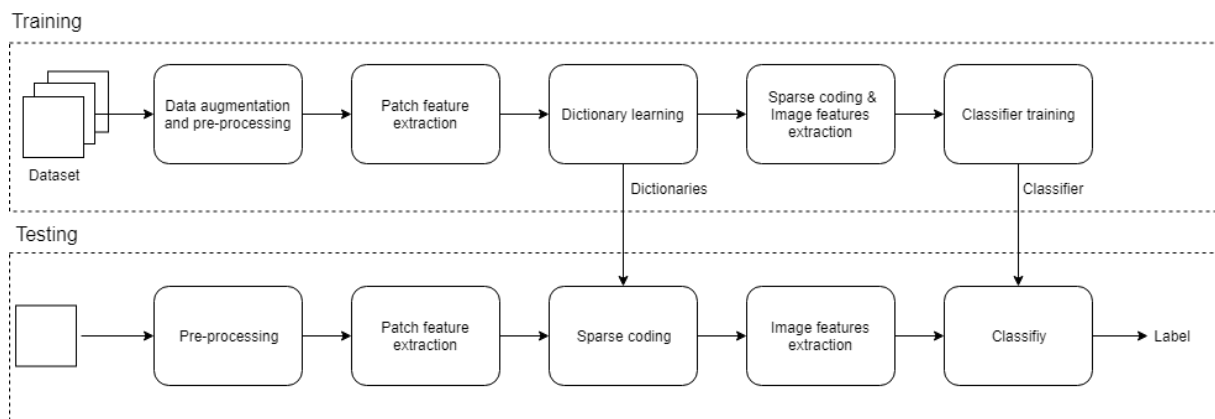 Training
Data augmentation
and pre-processing
Patch feature
extraction
Dictionary learning
Sparse coding &
Image features
extraction
Classifier training
Dataset
Dictionaries
Classifier
Testing
Pre-processing
Patch feature
extraction
Sparse coding
Image features
extraction
Classifiy
Label